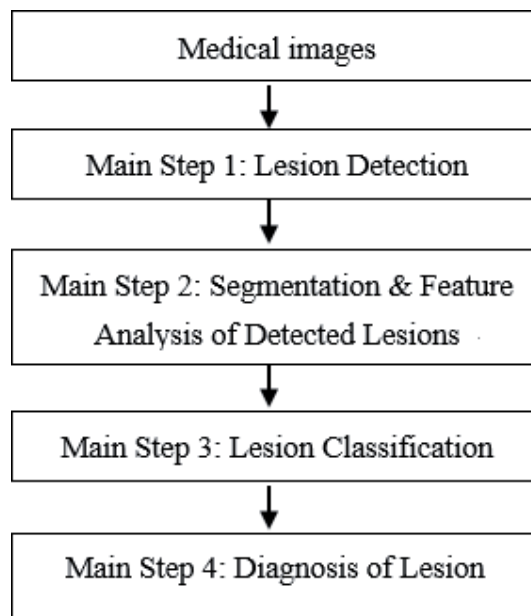 Medical images
Main Step 1: Lesion Detection
Main Step 2: Segmentation & Feature
Analysis of Detected Lesions
Main Step 3: Lesion Classification
Main Step 4: Diagnosis of Lesion